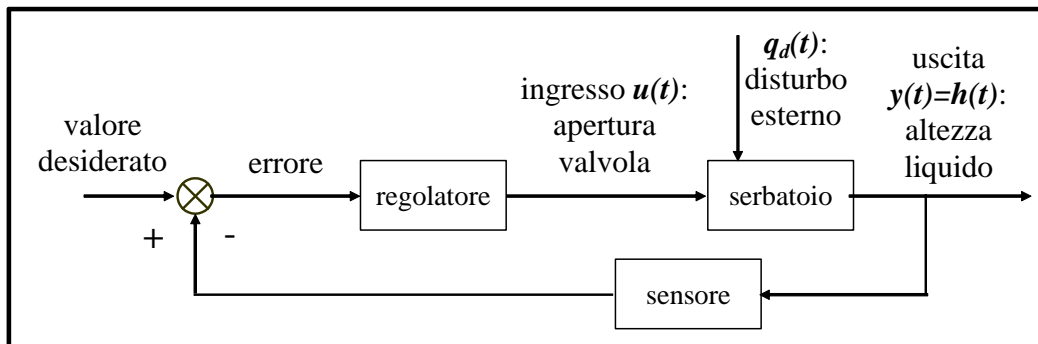 valore
desiderato
+
-
errore
regolatore
ingresso u(t):
apertura
valvola
q_d(t):
disturbo
esterno
serbatoio
uscita
y(t)=h(t):
altezza
liquido
sensore